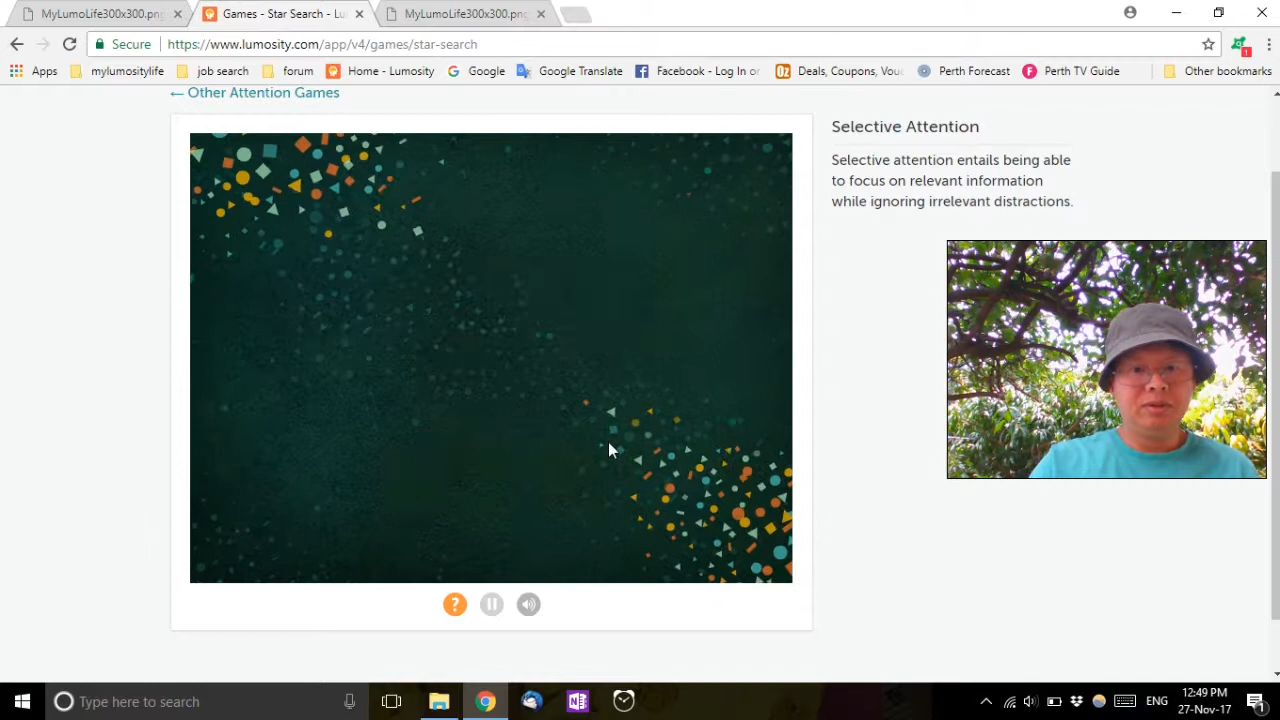 MyLumoLife300x300.png
Games - Star Search - Lu
MyLumoLife300x300.png
Secure
https://www.lumosity.com/app/v4/games/star-search
Apps
mylumositylife
job search
forum
Home - Lumosity
Google
Google Translate
Facebook - Log In or
Deals, Coupons, Vou
Perth Forecast
Perth TV Guide
Other bookmarks
← Other Attention Games
Selective Attention
Selective attention entails being able
to focus on relevant information
while ignoring irrelevant distractions.
?
Type here to search
ENG
12:49 PM
27-Nov-17